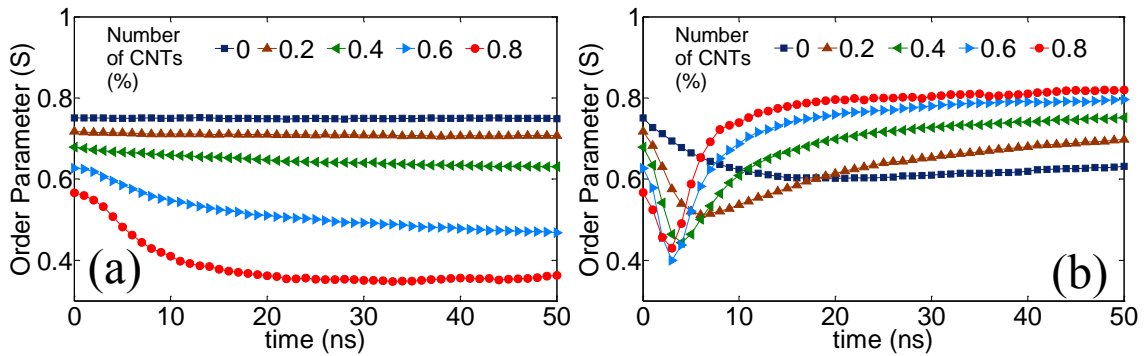 1
0.8
0.6
0.4
Order Parameter (S)
Number
of CNTs
(%)
0 0.2 0.4 0.6 0.8
(a)
0 10 20 30 40 50
time (ns)
1
0.8
0.6
0.4
Order Parameter (S)
Number
of CNTs
(%)
0 0.2 0.4 0.6 0.8
(b)
0 10 20 30 40 50
time (ns)